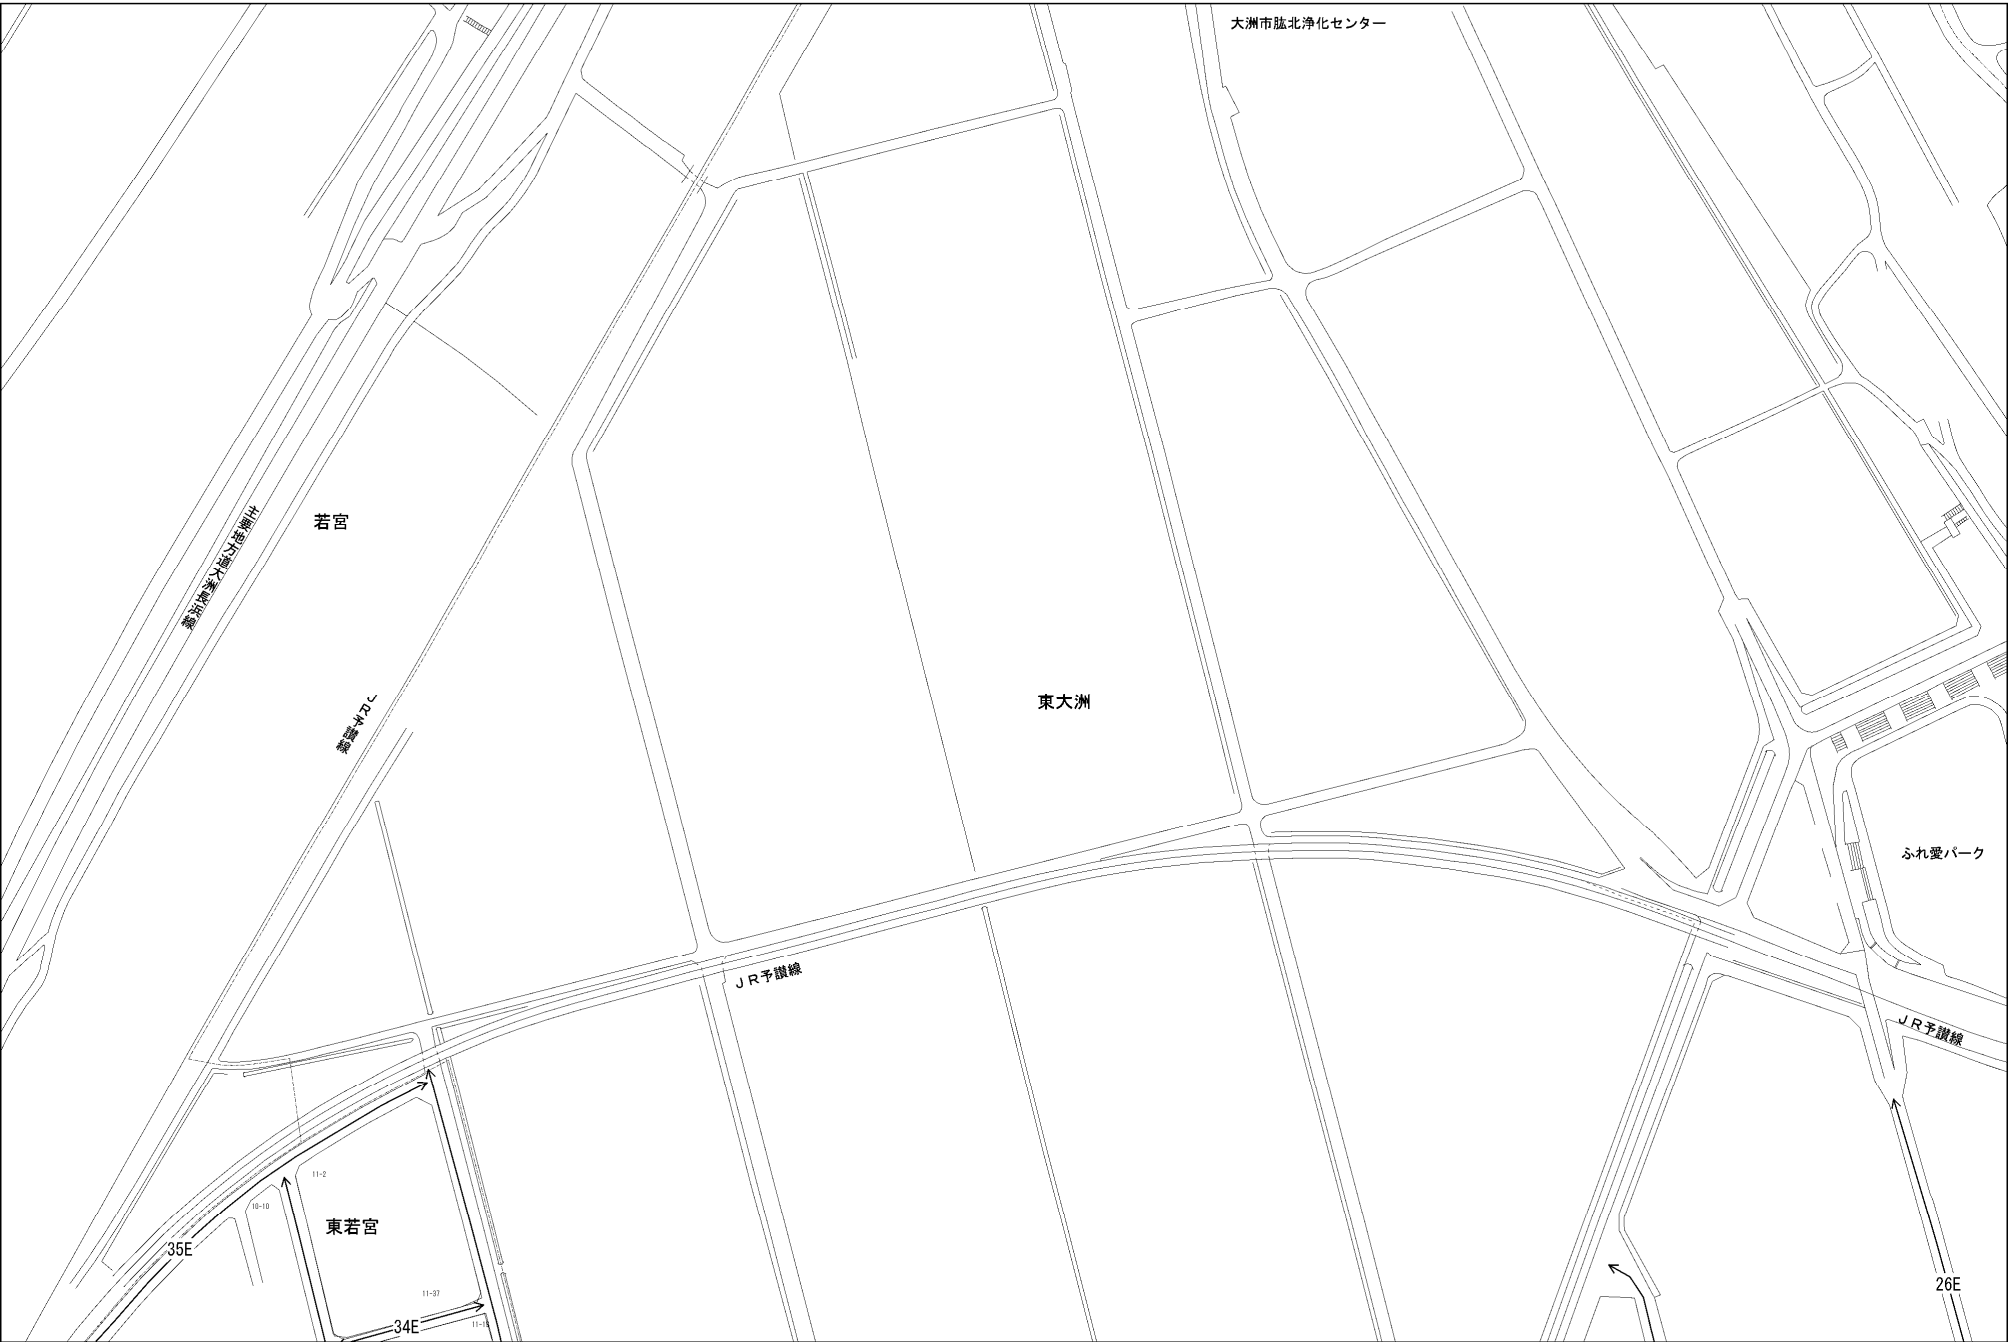 大洲市肱北浄化センター
主要地方道大洲長浜線
若宮
ＪＲ予讃線
東大洲
ふれ愛パーク
ＪＲ予讃線
ＪＲ予讃線
11-2
10-10
東若宮
35E
26E
11-37
34E